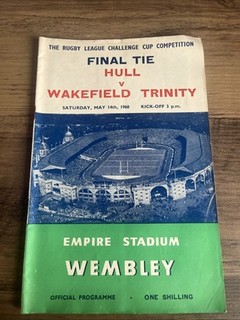 THE RUGBY LEAGUE CHALLENGE CUP COMPETITION
FINAL TIE
HULL
v
WAKEFIELD TRINITY
SATURDAY, MAY 14th, 1960 KICK-OFF 3 p.m.
EMPIRE STADIUM
WEMBLEY
OFFICIAL PROGRAMME • ONE SHILLING